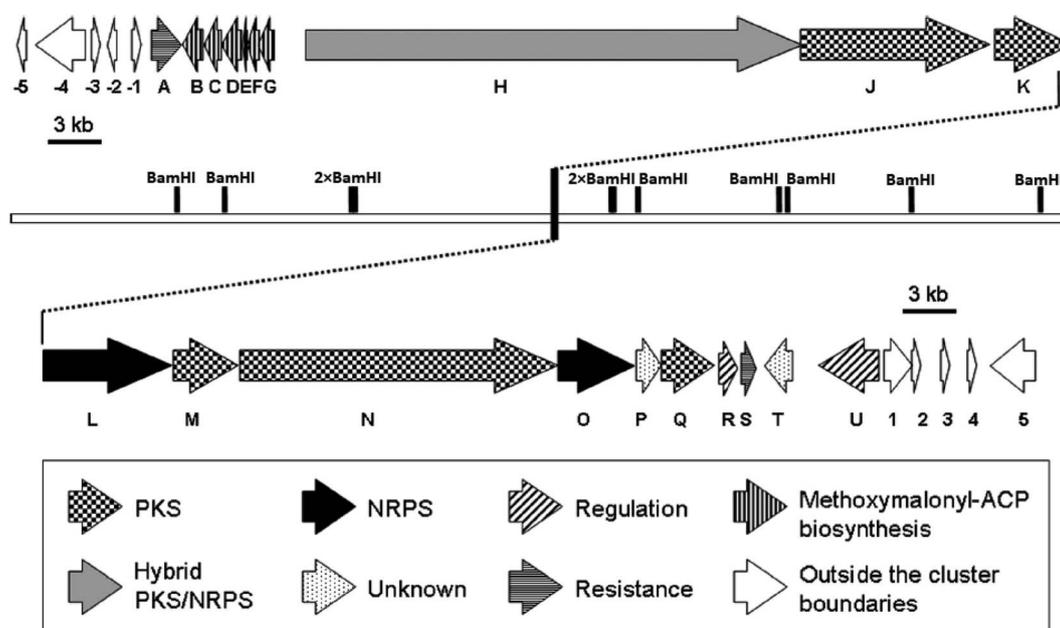 -5 -4 -3 -2 -1 A B C D E F G H J K
3 kb
BamHI BamHI 2×BamHI 2×BamHI BamHI BamHI BamHI BamHI BamHI
3 kb
L M N O P Q R S T U 1 2 3 4 5
PKS NRPS Regulation Methoxymalonyl-ACP
biosynthesis
Hybrid Unknown Resistance Outside the cluster
PKS/NRPS boundaries